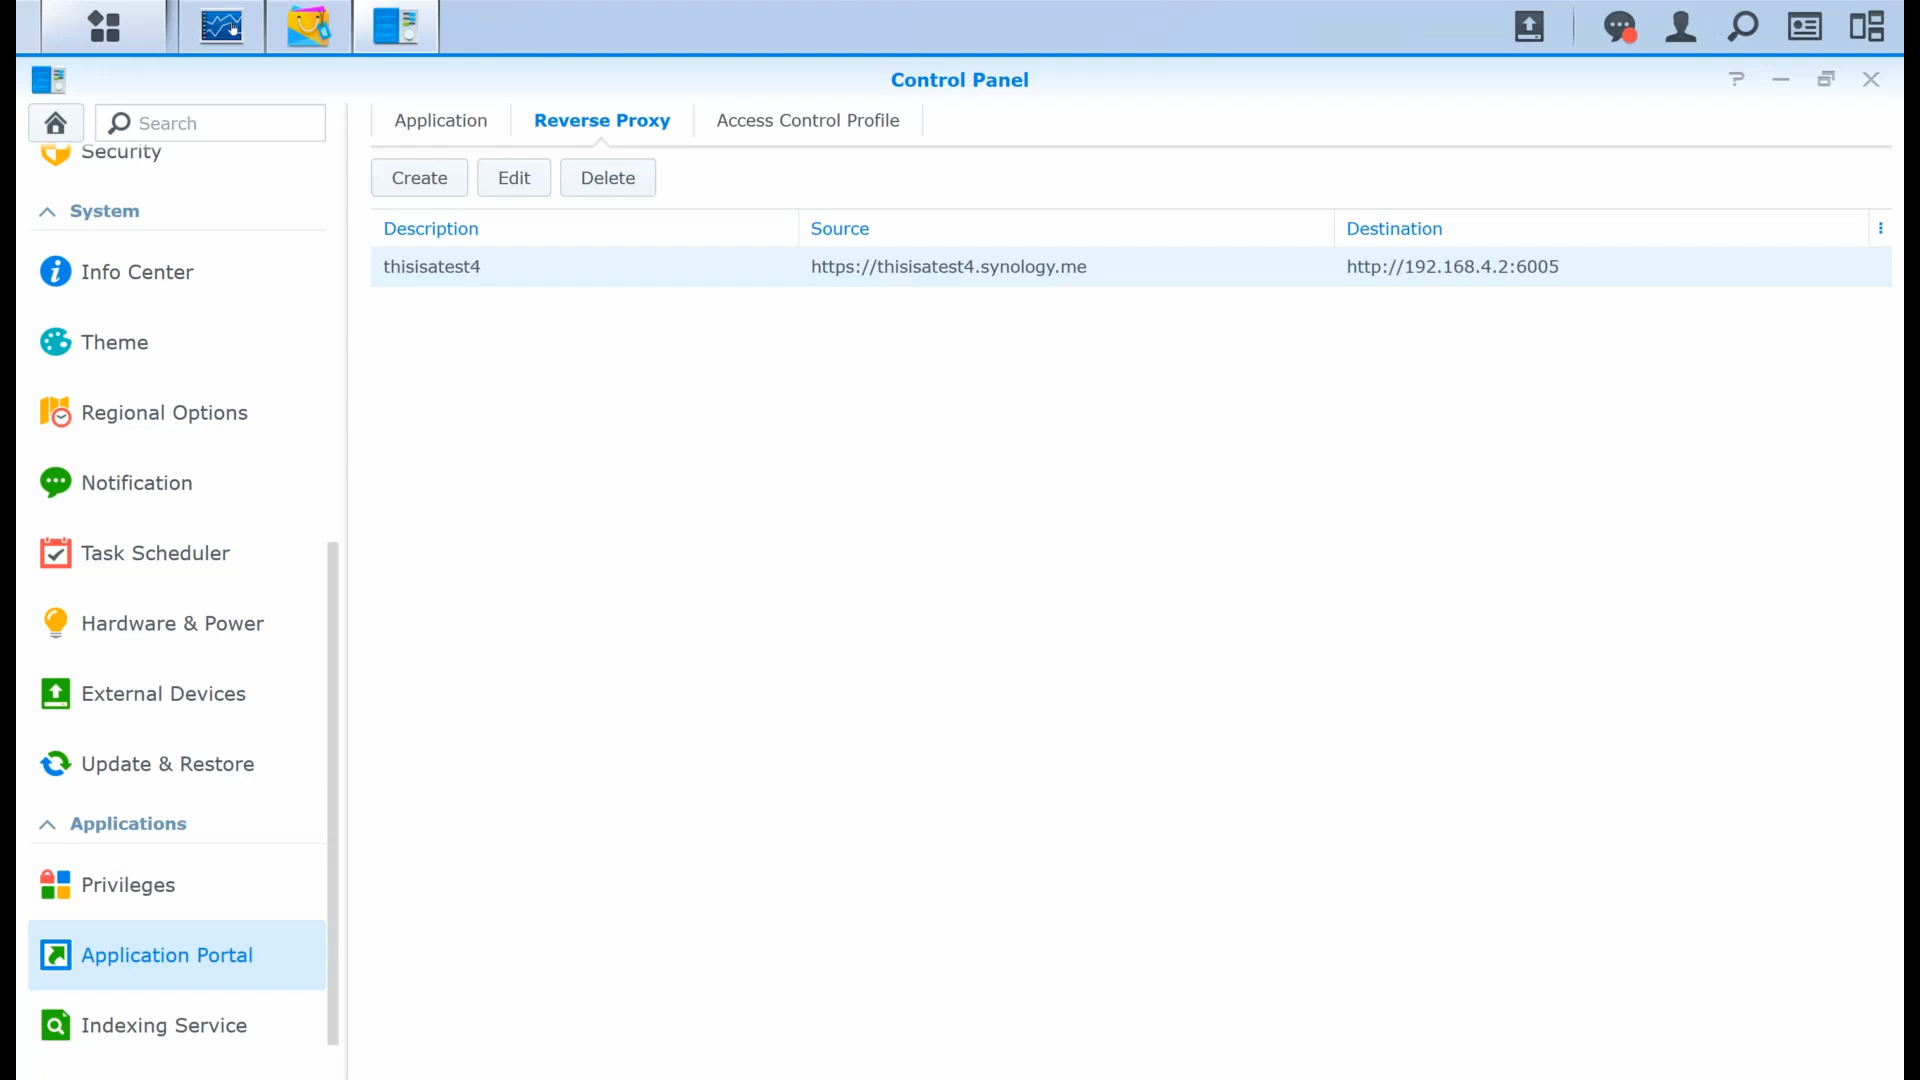 Control Panel
Search
Security
System
Info Center
Theme
Regional Options
Notification
Task Scheduler
Hardware & Power
External Devices
Update & Restore
Applications
Privileges
Application Portal
Indexing Service
Application
Reverse Proxy
Access Control Profile
Create
Edit
Delete
Description
Source
Destination
thisisatest4
https://thisisatest4.synology.me
http://192.168.4.2:6005